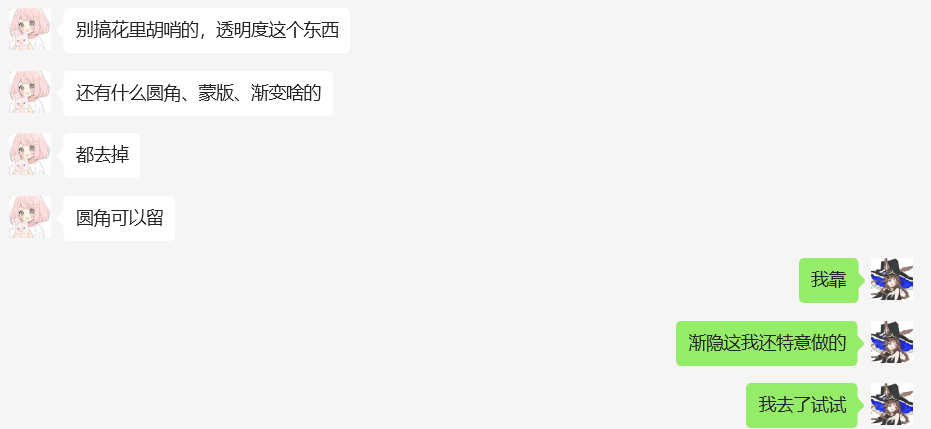 别搞花里胡哨的，透明度这个东西
还有什么圆角、蒙版、渐变啥的
都去掉
圆角可以留
我靠
渐隐这我还特意做的
我去了试试